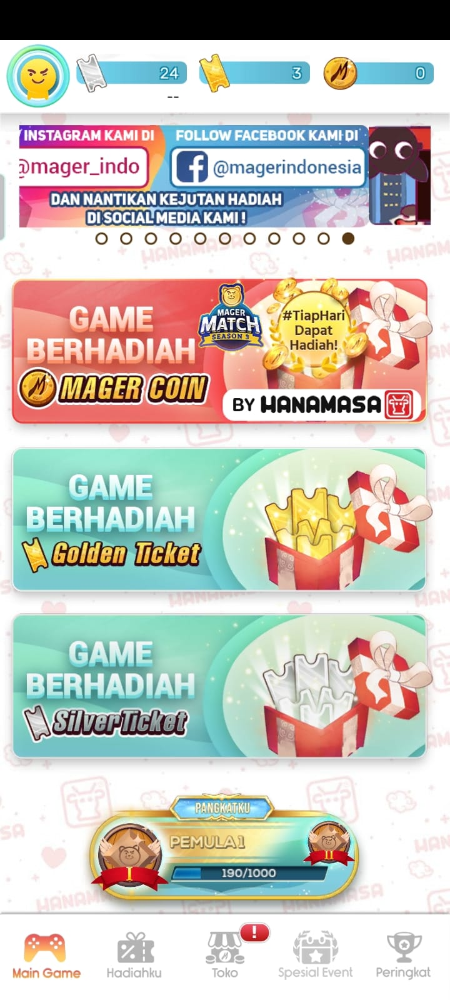 24
3
0
--
INSTAGRAM KAMI DI
@mager_indo
FOLLOW FACEBOOK KAMI DI
@magerindonesia
DAN NANTIKAN KEJUTAN HADIAH
DI SOCIAL MEDIA KAMI !
GAME
BERHADIAH
MAGER COIN
MAGER
MATCH
SEASON 3
#TiapHari
Dapat
Hadiah!
BY HANAMASA
GAME
BERHADIAH
Golden Ticket
GAME
BERHADIAH
Silver Ticket
PANGKATKU
PEMULA 1
I
190/1000
II
Main Game
Hadiahku
!
Toko
Spesial Event
Peringkat